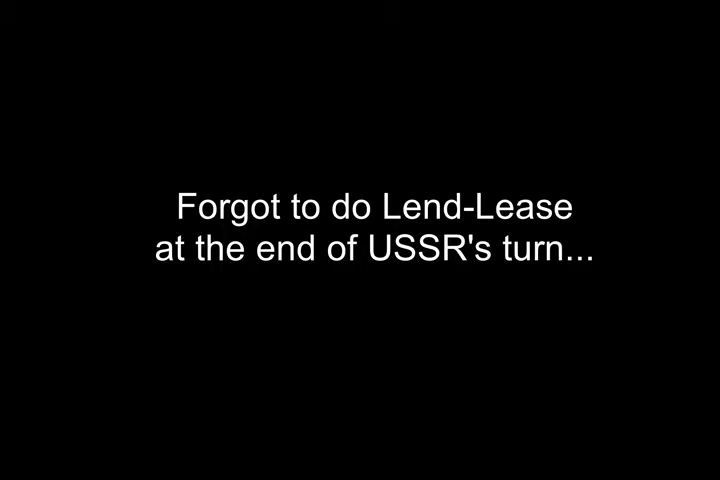 Forgot to do Lend-Lease
at the end of USSR's turn...